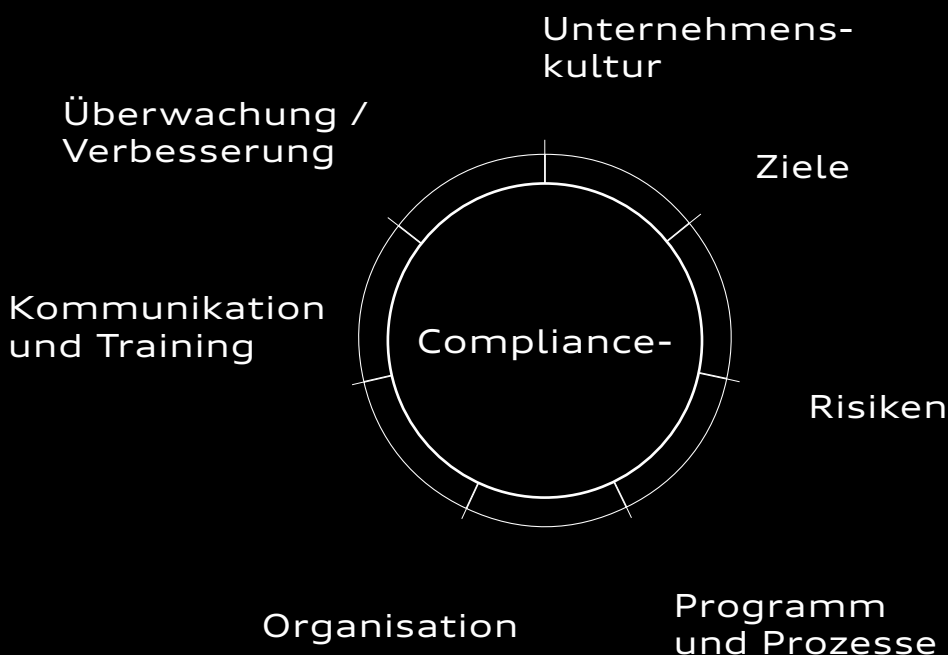 Unternehmens-
kultur
Ziele
Risiken
Programm
und Prozesse
Organisation
Kommunikation
und Training
Überwachung /
Verbesserung
Compliance-